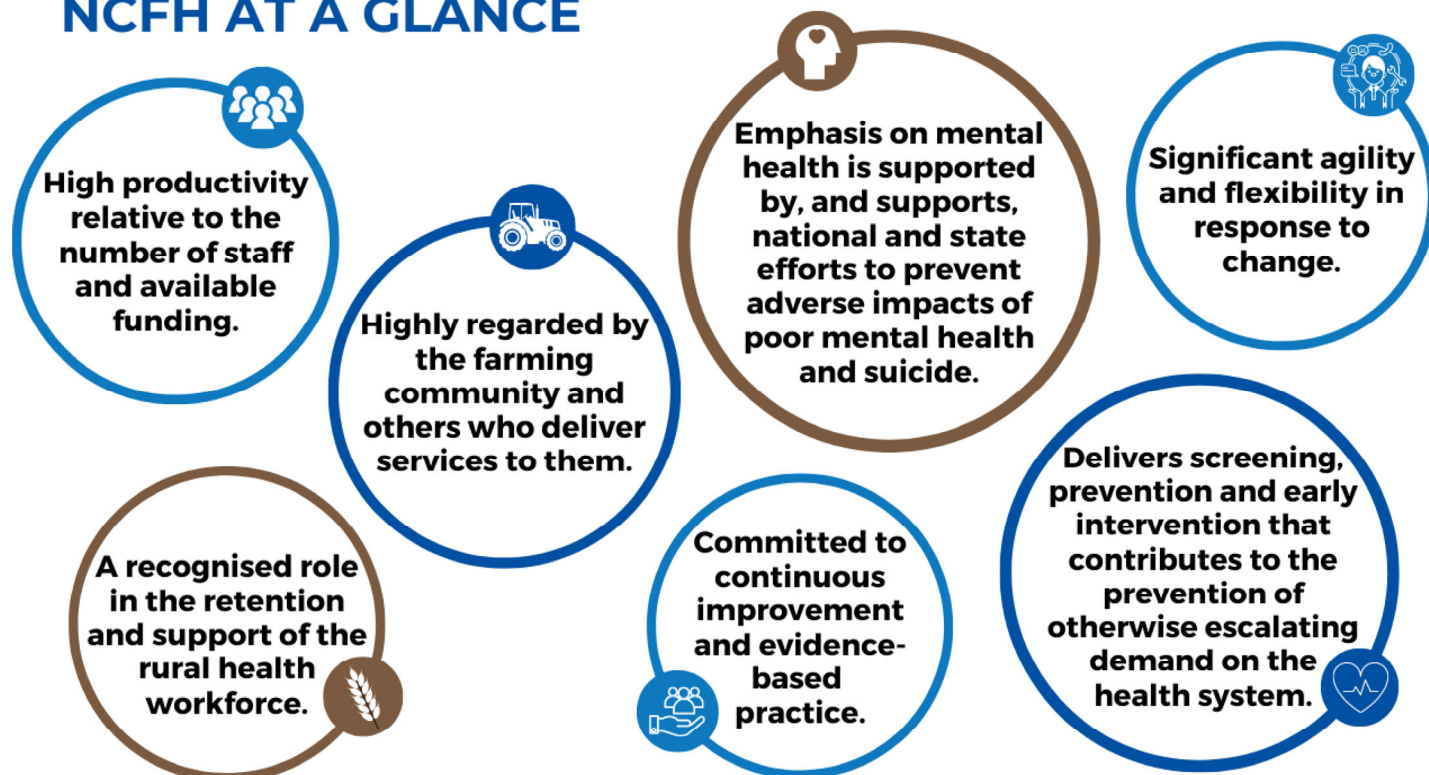 NCFH AT A GLANCE
High productivity
relative to the
number of staff
and available
funding.
Highly regarded by
the farming
community and
others who deliver
services to them.
Emphasis on mental
health is supported
by, and supports,
national and state
efforts to prevent
adverse impacts of
poor mental health
and suicide.
Significant agility
and flexibility in
response to
change.
A recognised role
in the retention
and support of the
rural health
workforce.
Committed to
continuous
improvement
and evidence-
based
practice.
Delivers screening,
prevention and early
intervention that
contributes to the
prevention of
otherwise escalating
demand on the
health system.